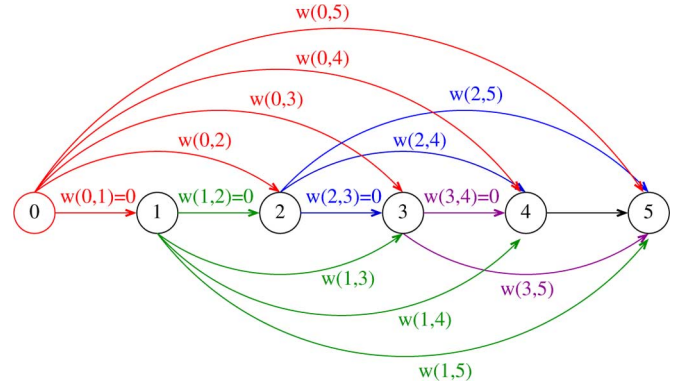 w(0,5)
w(0,4)
w(0,3)
w(2,5)
w(0,2)
w(2,4)
w(0,1)=0 w(1,2)=0 w(2,3)=0 w(3,4)=0
0 1 2 3 4 5
w(1,3)
w(3,5)
w(1,4)
w(1,5)